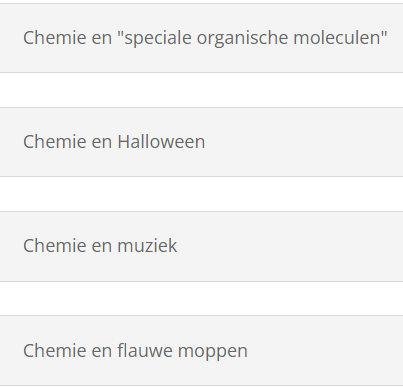 Chemie en "speciale organische moleculen"
Chemie en Halloween
Chemie en muziek
Chemie en flauwe moppen